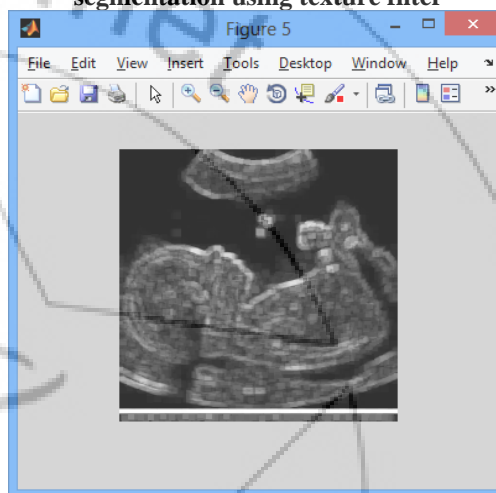 segmentation using texture filter
Figure 5
File Edit View Insert Tools Desktop Window Help